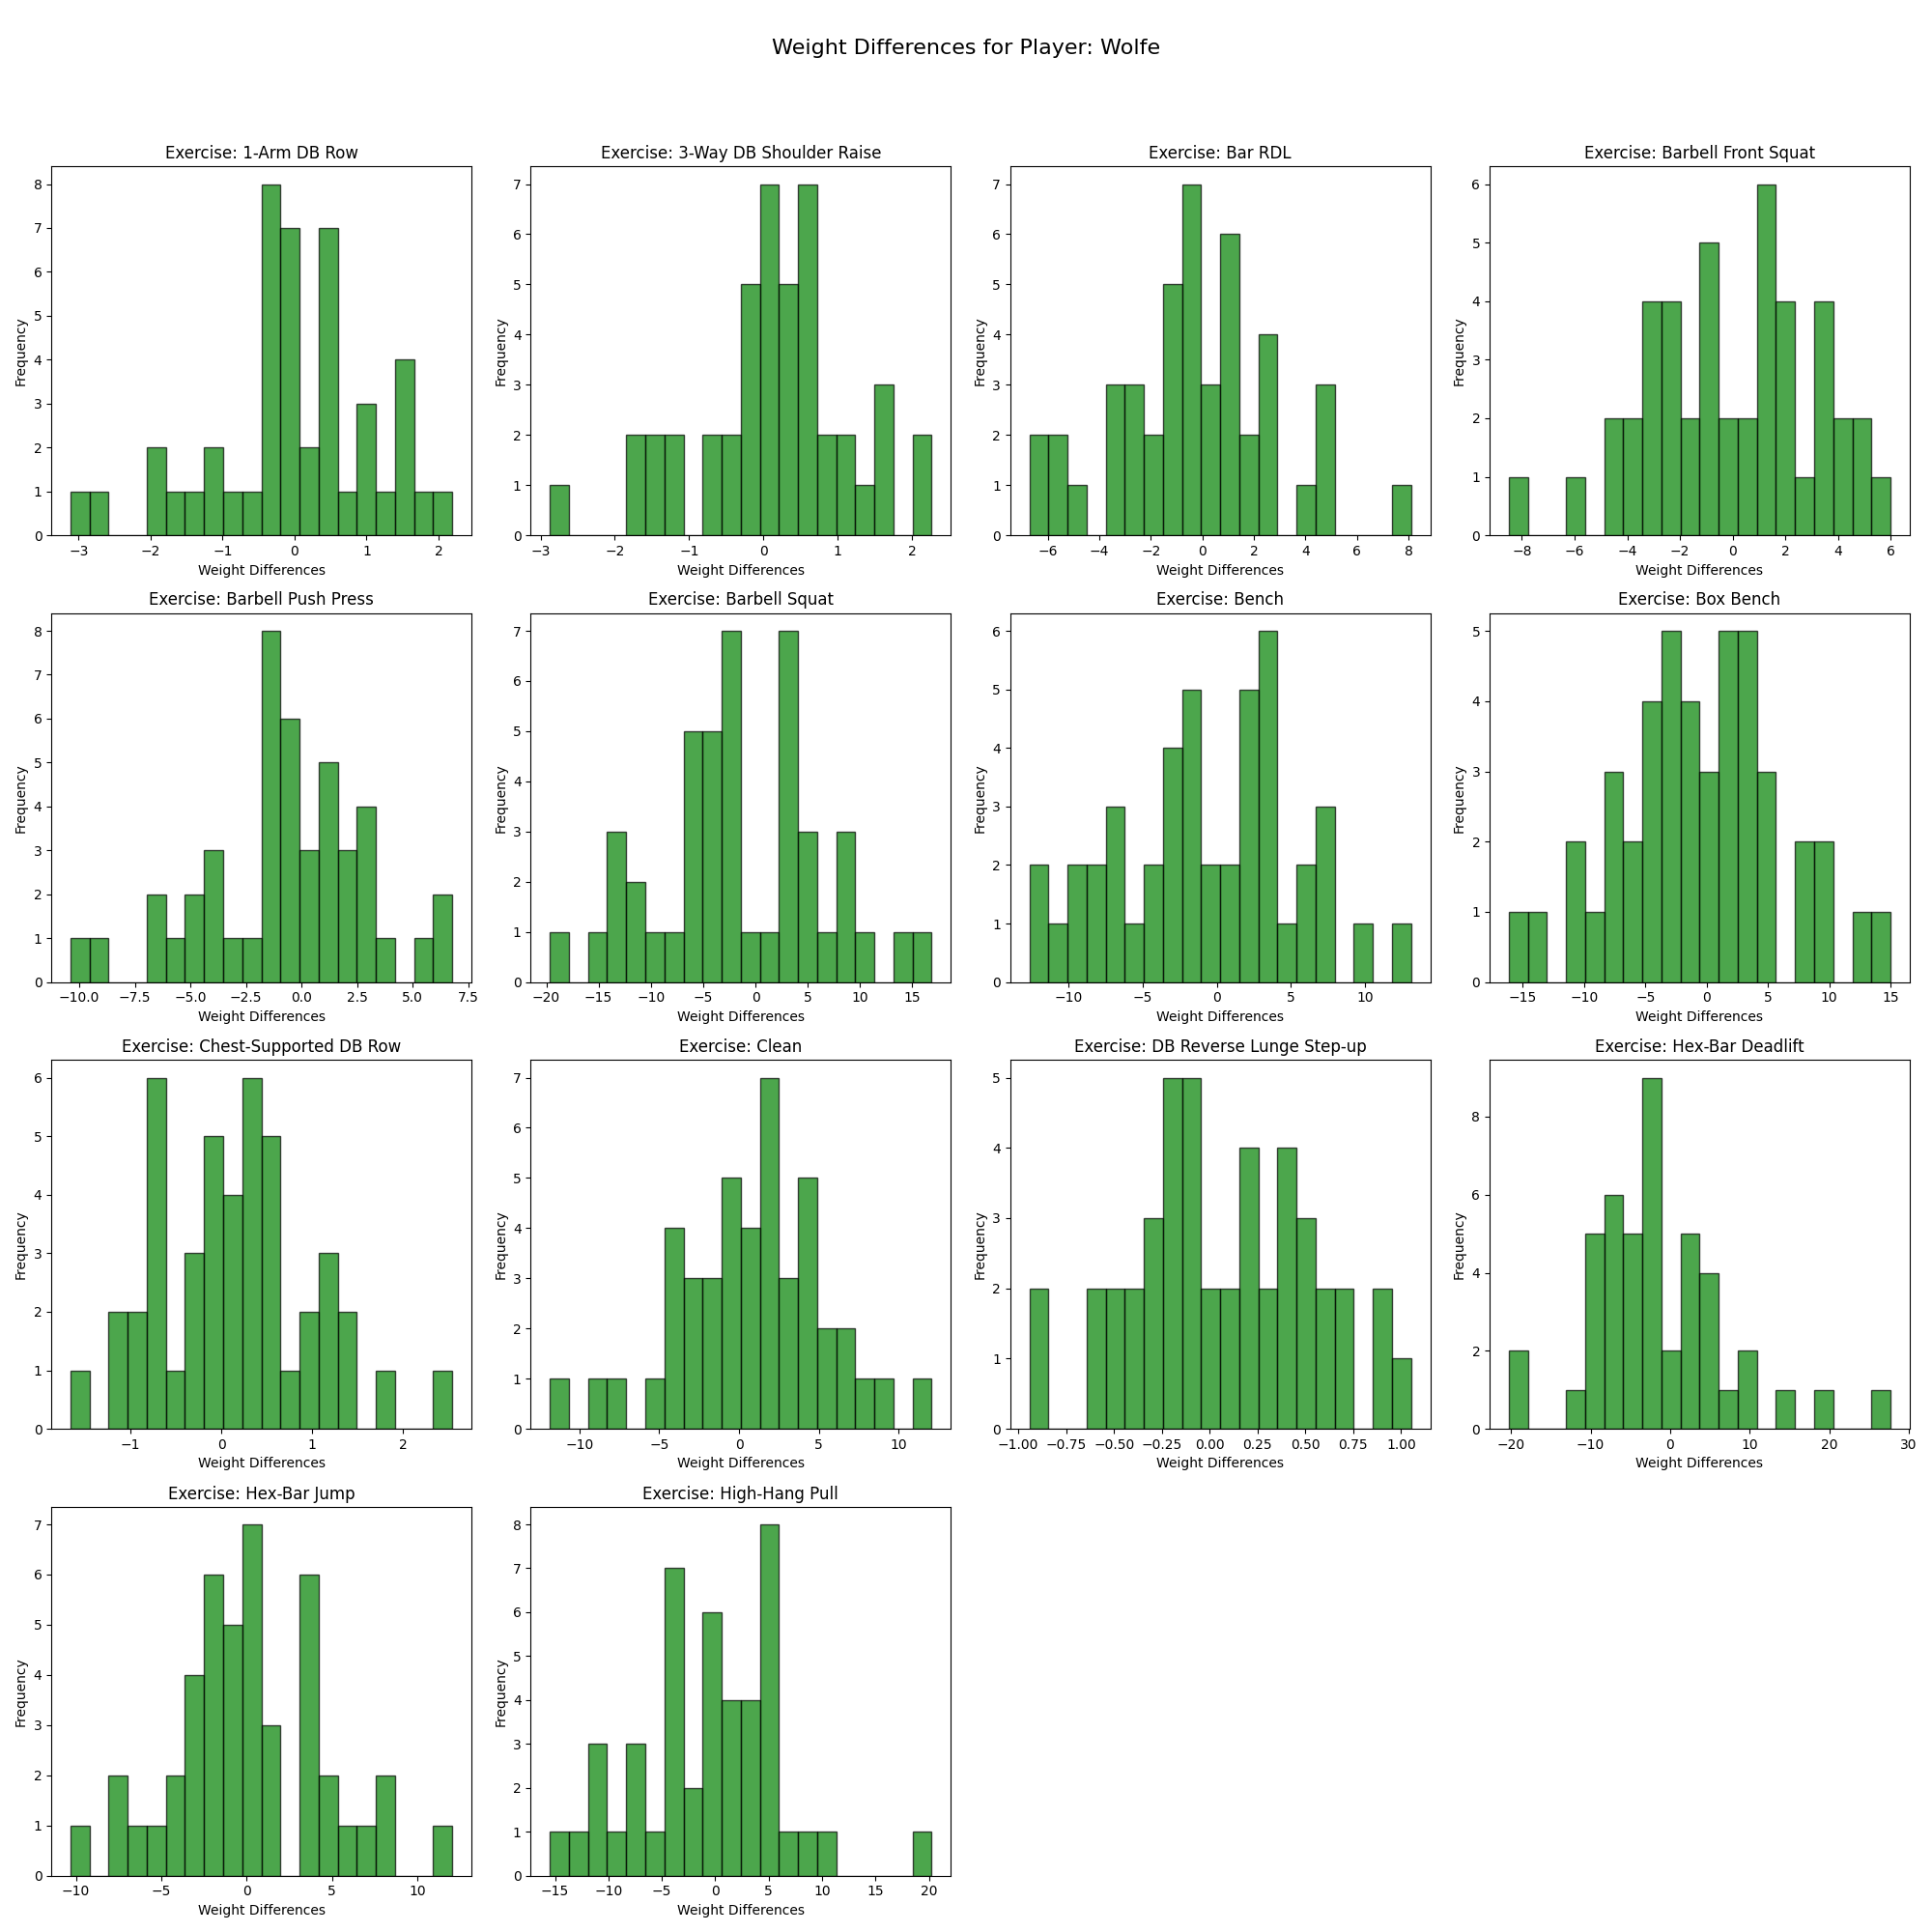 Weight Differences for Player: Wolfe
Exercise: 1-Arm DB Row
Frequency
8
7
6
5
4
3
2
1
0
−3 −2 −1 0 1 2
Weight Differences
Exercise: 3-Way DB Shoulder Raise
Frequency
7
6
5
4
3
2
1
0
−3 −2 −1 0 1 2
Weight Differences
Exercise: Bar RDL
Frequency
7
6
5
4
3
2
1
0
−6 −4 −2 0 2 4 6 8
Weight Differences
Exercise: Barbell Front Squat
Frequency
6
5
4
3
2
1
0
−8 −6 −4 −2 0 2 4 6
Weight Differences
Exercise: Barbell Push Press
Frequency
8
7
6
5
4
3
2
1
0
−10.0 −7.5 −5.0 −2.5 0.0 2.5 5.0 7.5
Weight Differences
Exercise: Barbell Squat
Frequency
7
6
5
4
3
2
1
0
−20 −15 −10 −5 0 5 10 15
Weight Differences
Exercise: Bench
Frequency
6
5
4
3
2
1
0
−10 −5 0 5 10
Weight Differences
Exercise: Box Bench
Frequency
5
4
3
2
1
0
−15 −10 −5 0 5 10 15
Weight Differences
Exercise: Chest-Supported DB Row
Frequency
6
5
4
3
2
1
0
−1 0 1 2
Weight Differences
Exercise: Clean
Frequency
7
6
5
4
3
2
1
0
−10 −5 0 5 10
Weight Differences
Exercise: DB Reverse Lunge Step-up
Frequency
5
4
3
2
1
0
−1.00 −0.75 −0.50 −0.25 0.00 0.25 0.50 0.75 1.00
Weight Differences
Exercise: Hex-Bar Deadlift
Frequency
8
6
4
2
0
−20 −10 0 10 20 30
Weight Differences
Exercise: Hex-Bar Jump
Frequency
7
6
5
4
3
2
1
0
−10 −5 0 5 10
Weight Differences
Exercise: High-Hang Pull
Frequency
8
7
6
5
4
3
2
1
0
−15 −10 −5 0 5 10 15 20
Weight Differences